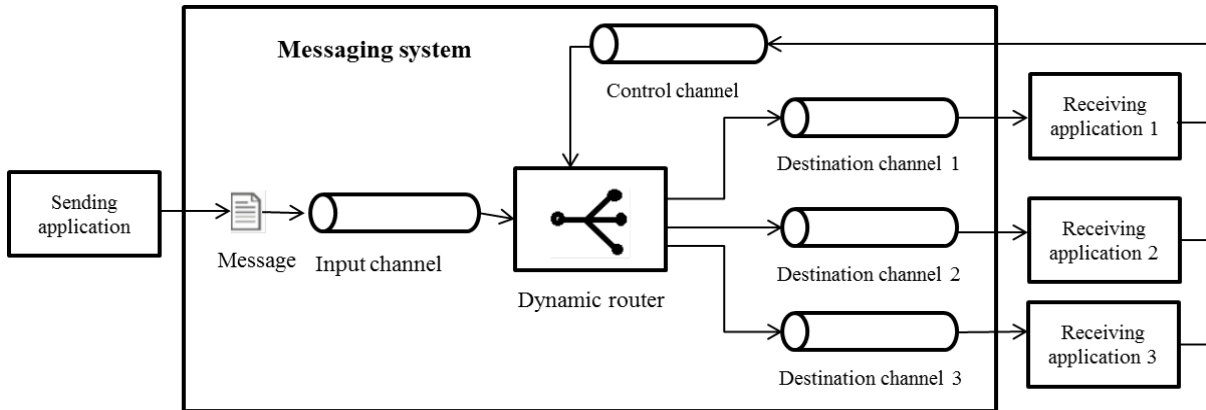 Messaging system
Control channel
Receiving
application 1
Destination channel 1
Sending
application
Message
Input channel
Dynamic router
Receiving
application 2
Destination channel 2
Receiving
application 3
Destination channel 3